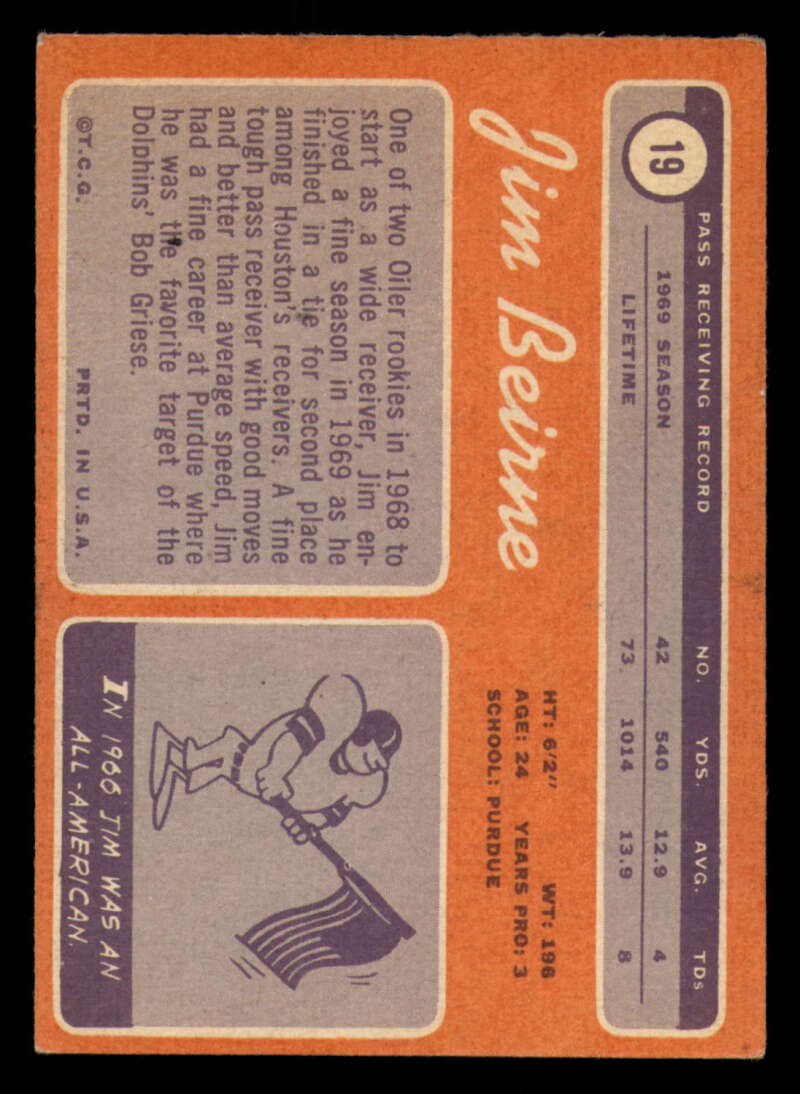 19
PASS RECEIVING RECORD NO. YDS. AVG. TDs
1969 SEASON 42 540 12.9 4
LIFETIME 73 1014 13.9 8
Jim Beirne
HT: 6'2" WT: 196
AGE: 24 YEARS PRO: 3
SCHOOL: PURDUE
One of two Oiler rookies in 1968 to
start as a wide receiver, Jim en-
joyed a fine season in 1969 as he
finished in a tie for second place
among Houston's receivers. A fine
tough pass receiver with good moves
and better than average speed, Jim
had a fine career at Purdue where
he was the favorite target of the
Dolphins' Bob Griese.
©T.C.G. PRTD. IN U.S.A.
IN 1966 JIM WAS AN
ALL-AMERICAN.